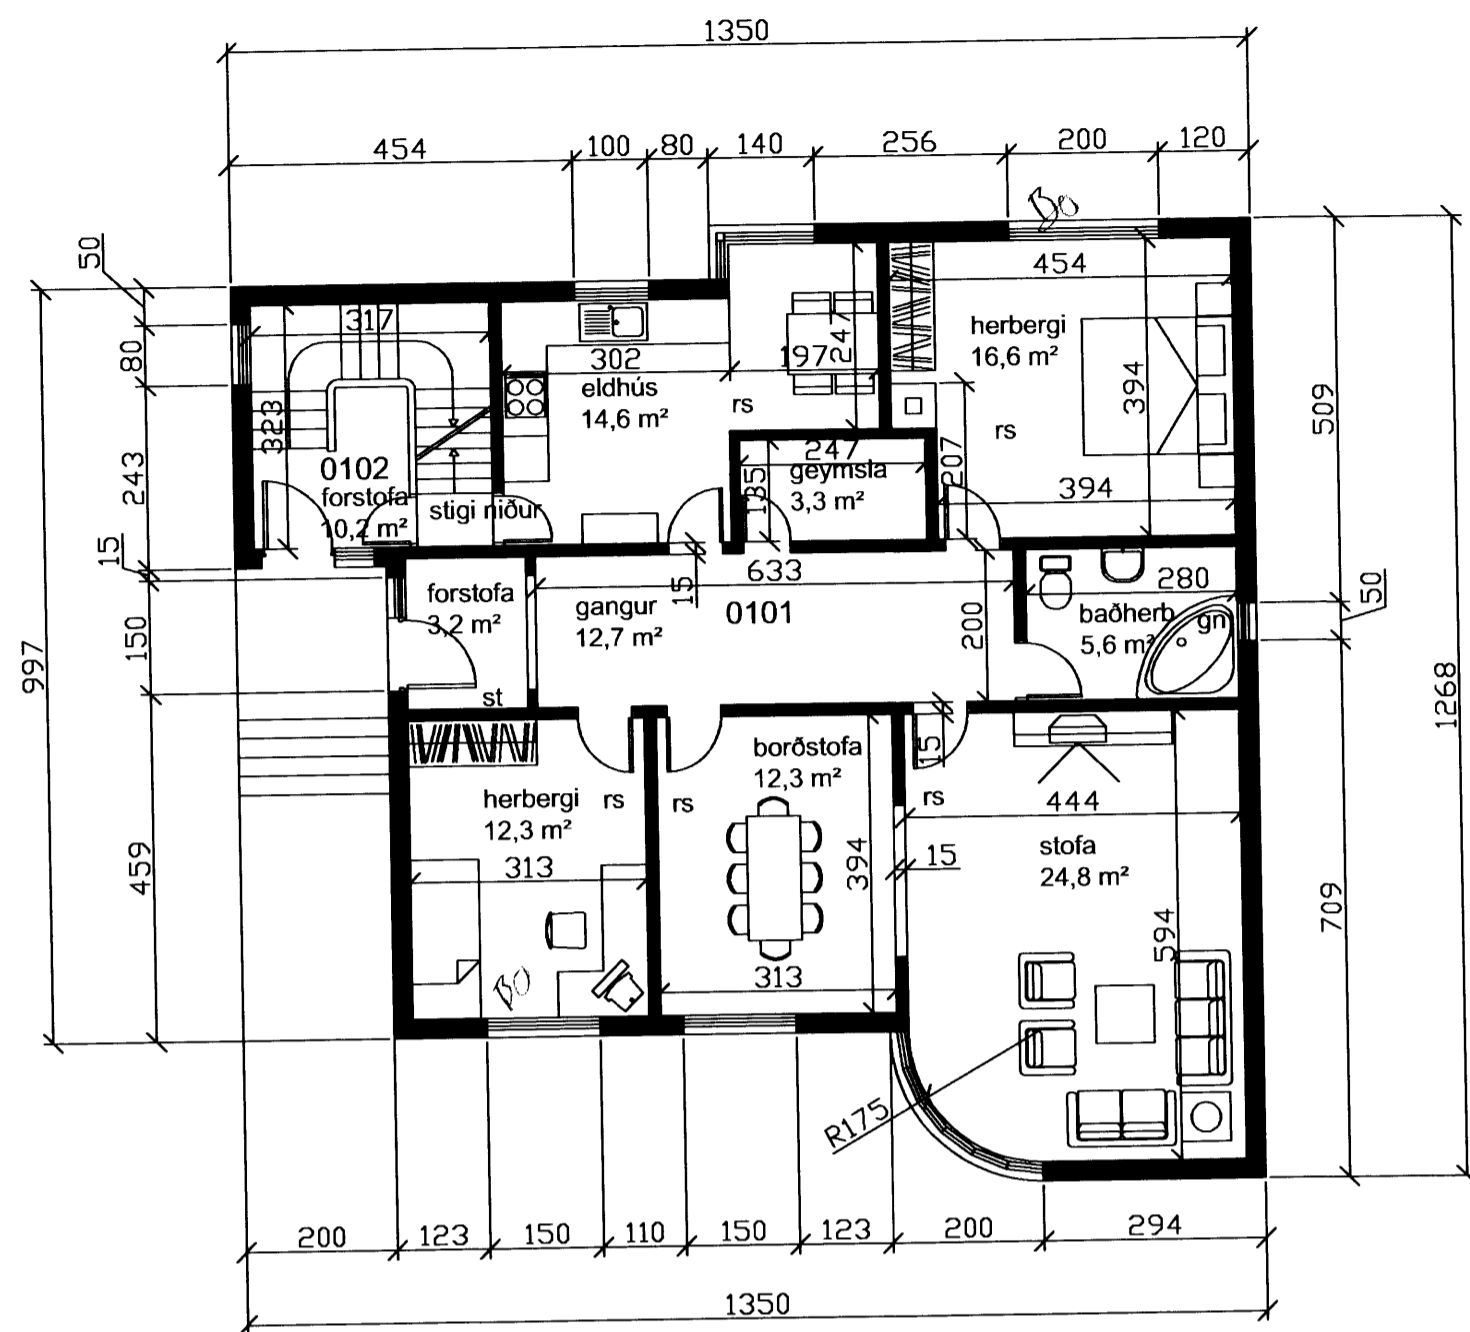 1350
454 100 80 140 256 200 120
Bo
50
80
243
15
150
459
997
317
323
0102
forstofa
10,2 m²
stigi niður
302
eldhús
14,6 m²
rs
197
247
247
geymsla
3,3 m²
135
207
454
herbergi
16,6 m²
394
rs
394
509
50
709
1268
forstofa
3,2 m²
st
gangur
12,7 m²
15
633
0101
200
280
baðherb
5,6 m²
gn
herbergi
12,3 m²
rs
313
BO
borðstofa
12,3 m²
rs
394
313
15
rs
444
15
stofa
24,8 m²
594
R175
200 123 150 110 150 123 200 294
1350